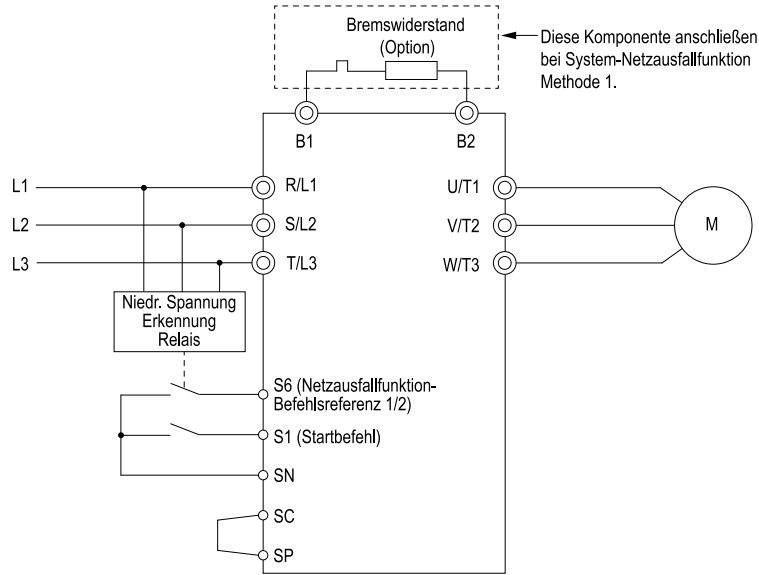 Bremswiderstand
(Option)
Diese Komponente anschließen
bei System-Netzausfallfunktion
Methode 1.
B1
B2
L1
R/L1
U/T1
L2
S/L2
V/T2
M
L3
T/L3
W/T3
Niedr. Spannung
Erkennung
Relais
S6 (Netzausfallfunktion-
Befehlsreferenz 1/2)
S1 (Startbefehl)
SN
SC
SP